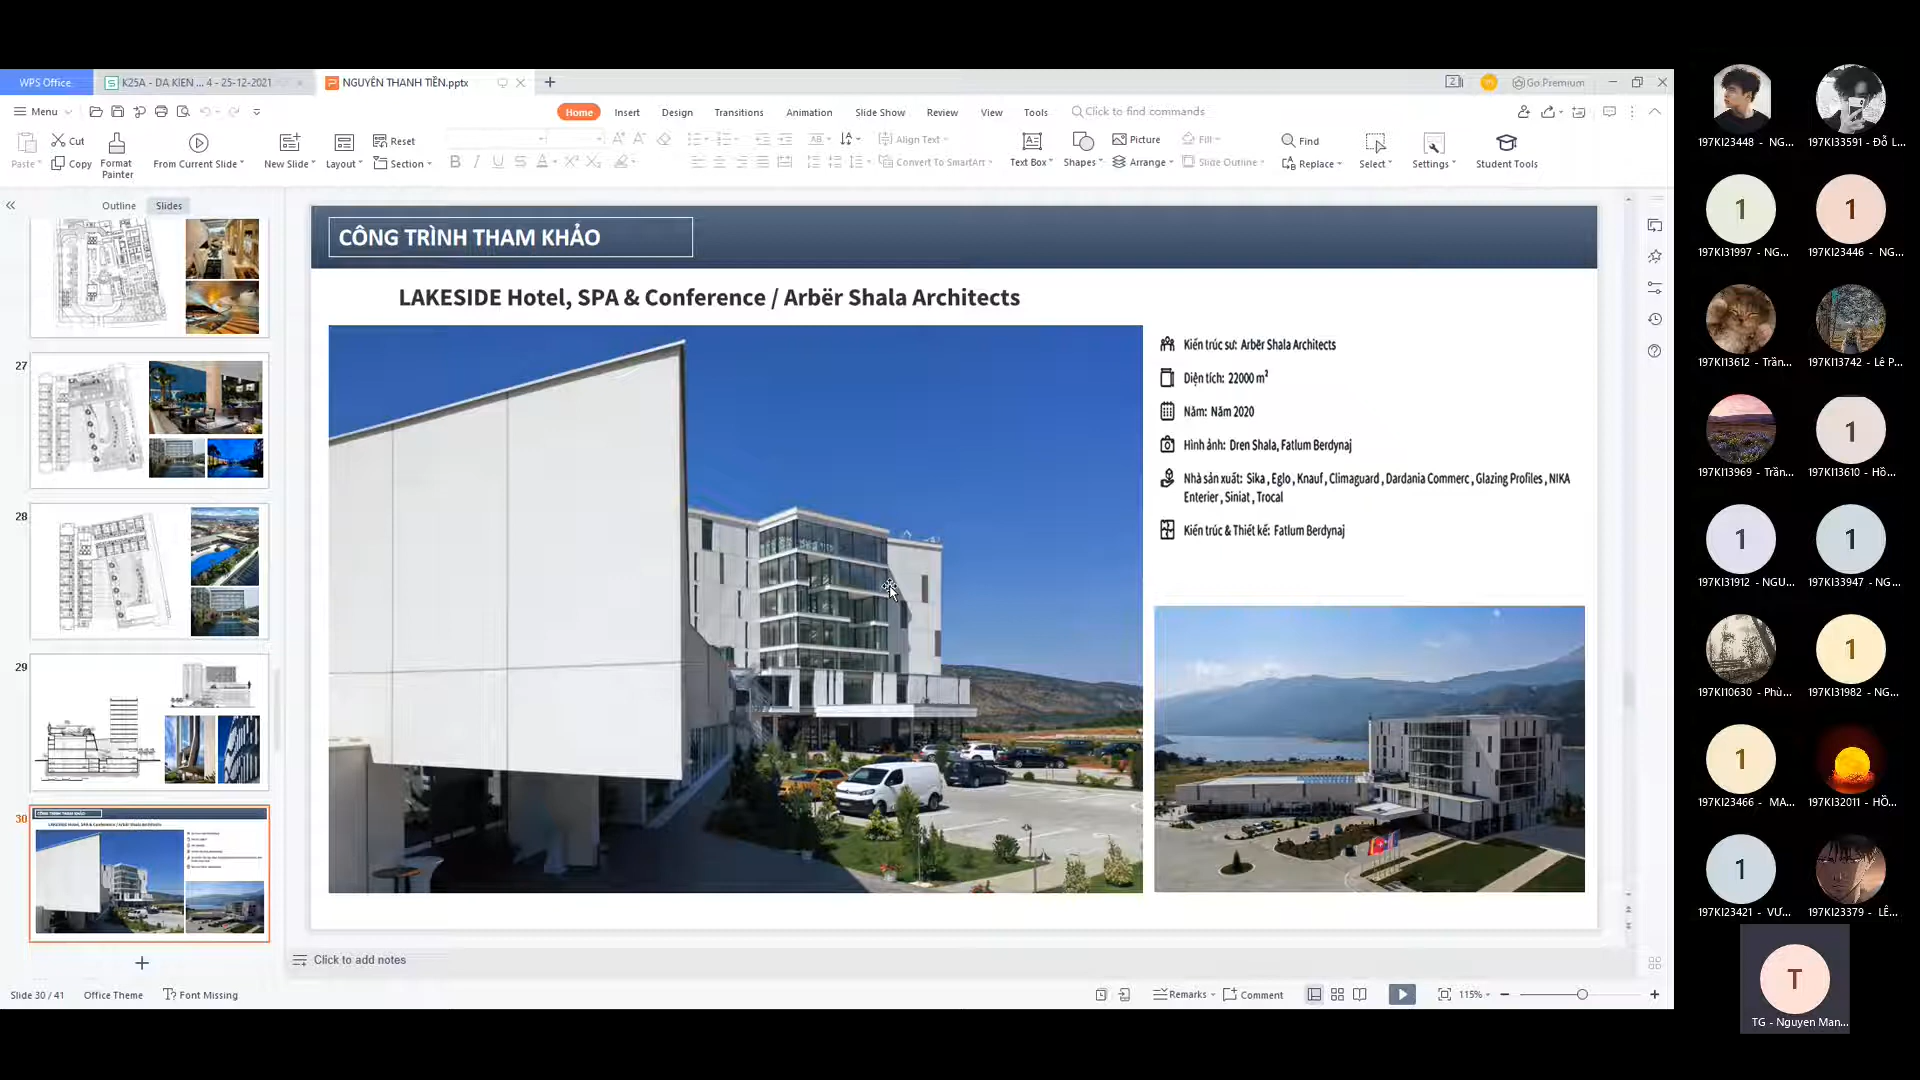 WPS Office
K25A - DA KIEN ... 4 - 25-12-2021
NGUYỄN THANH TIỀN.pptx
Go Premium
Menu
Home
Insert
Design
Transitions
Animation
Slide Show
Review
View
Tools
Click to find commands
Paste
Cut
Copy
Format Painter
From Current Slide
New Slide
Layout
Reset
Section
Align Text
Convert To SmartArt
Text Box
Shapes
Picture
Arrange
Fill
Slide Outline
Find
Replace
Select
Settings
Student Tools
Outline
Slides
27
28
29
30
CÔNG TRÌNH THAM KHẢO
LAKESIDE Hotel, SPA & Conference / Arbër Shala Architects
Kiến trúc sư: Arbër Shala Architects
Diện tích: 22000 m²
Năm: Năm 2020
Hình ảnh: Dren Shala, Fatlum Berdynaj
Nhà sản xuất: Sika , Eglo , Knauf , Climaguard , Dardania Commerc , Glazing Profiles , NIKA
Enterier , Siniat , Trocal
Kiến trúc & Thiết kế: Fatlum Berdynaj
Click to add notes
Slide 30 / 41
Office Theme
Font Missing
Remarks
Comment
115%
197KI23448 - NG...
197KI33591 - Đỗ L...
1
197KI31997 - NG...
1
197KI23446 - NG...
197KI13612 - Trần...
197KI13742 - Lê P...
197KI13969 - Trần...
1
197KI13610 - Hồ...
1
197KI31912 - NGU...
1
197KI33947 - NG...
197KI10630 - Phù...
1
197KI31982 - NG...
1
197KI23466 - MA...
197KI32011 - HỒ...
1
197KI23421 - VƯ...
197KI23379 - LÊ...
T
TG - Nguyen Man...